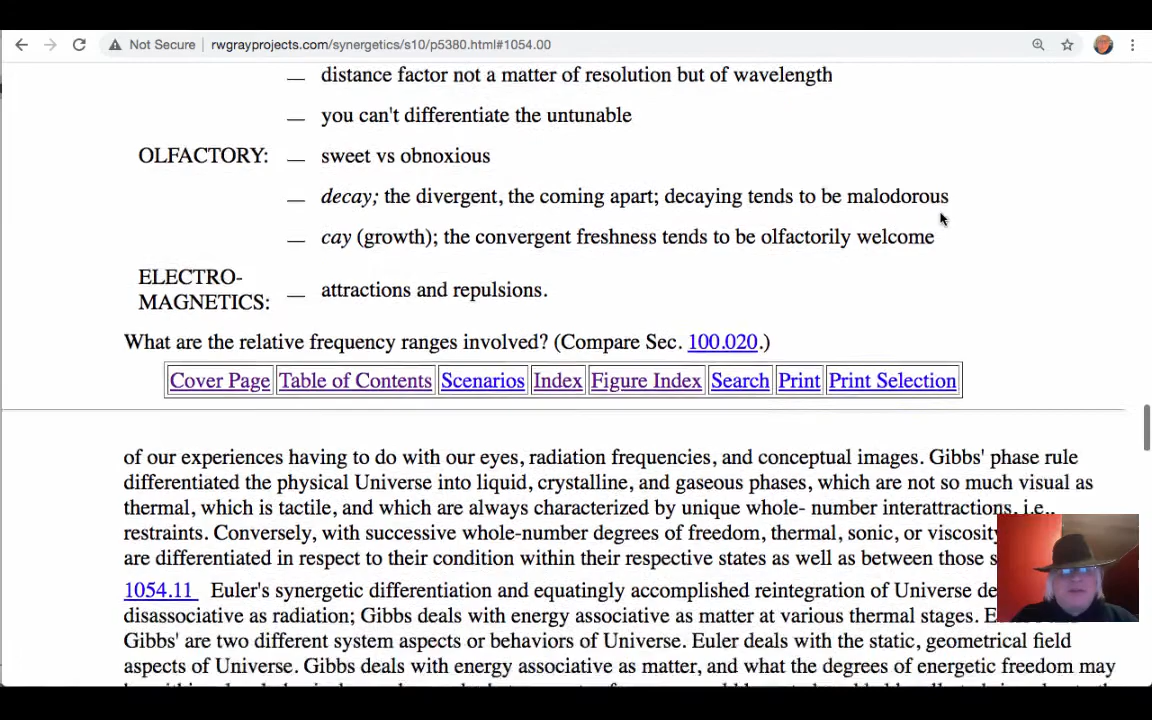 Not Secure rwgrayprojects.com/synergetics/s10/p5380.html#1054.00
— distance factor not a matter of resolution but of wavelength
— you can't differentiate the untunable
OLFACTORY: — sweet vs obnoxious
— decay; the divergent, the coming apart; decaying tends to be malodorous
— cay (growth); the convergent freshness tends to be olfactorily welcome
ELECTRO-
MAGNETICS: — attractions and repulsions.
What are the relative frequency ranges involved? (Compare Sec. 100.020.)
Cover Page Table of Contents Scenarios Index Figure Index Search Print Print Selection
of our experiences having to do with our eyes, radiation frequencies, and conceptual images. Gibbs' phase rule
differentiated the physical Universe into liquid, crystalline, and gaseous phases, which are not so much visual as
thermal, which is tactile, and which are always characterized by unique whole- number interattractions, i.e.,
restraints. Conversely, with successive whole-number degrees of freedom, thermal, sonic, or viscosity
are differentiated in respect to their condition within their respective states as well as between those
1054.11 Euler's synergetic differentiation and equatingly accomplished reintegration of Universe
disassociative as radiation; Gibbs deals with energy associative as matter at various thermal stages.
Gibbs' are two different system aspects or behaviors of Universe. Euler deals with the static, geometrical field
aspects of Universe. Gibbs deals with energy associative as matter, and what the degrees of energetic freedom may